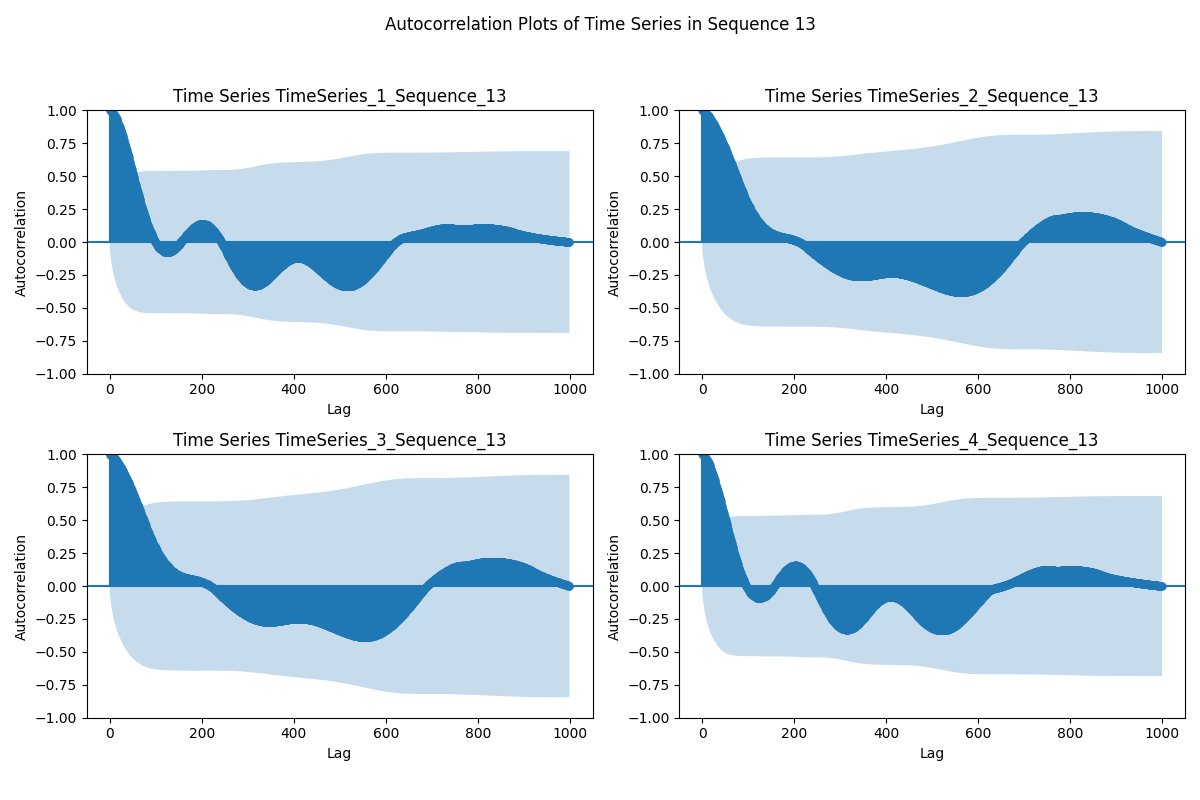 Autocorrelation Plots of Time Series in Sequence 13
Time Series TimeSeries_1_Sequence_13
Time Series TimeSeries_2_Sequence_13
1.00
0.75
0.50
0.25
0.00
−0.25
−0.50
−0.75
−1.00
Autocorrelation
0 200 400 600 800 1000
Lag
1.00
0.75
0.50
0.25
0.00
−0.25
−0.50
−0.75
−1.00
Autocorrelation
0 200 400 600 800 1000
Lag
Time Series TimeSeries_3_Sequence_13
Time Series TimeSeries_4_Sequence_13
1.00
0.75
0.50
0.25
0.00
−0.25
−0.50
−0.75
−1.00
Autocorrelation
0 200 400 600 800 1000
Lag
1.00
0.75
0.50
0.25
0.00
−0.25
−0.50
−0.75
−1.00
Autocorrelation
0 200 400 600 800 1000
Lag